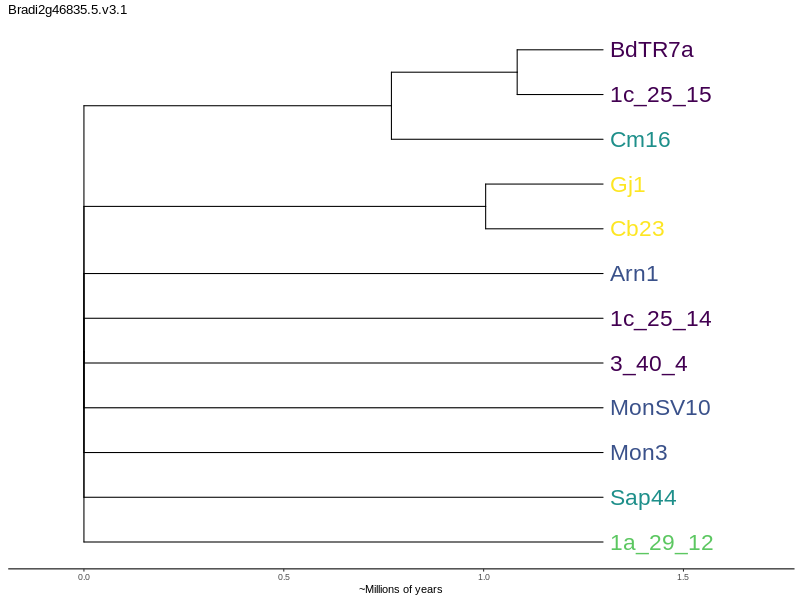 Bradi2g46835.5.v3.1
BdTR7a
1c_25_15
Cm16
Gj1
Cb23
Arn1
1c_25_14
3_40_4
MonSV10
Mon3
Sap44
1a_29_12
0.0 0.5 1.0 1.5
~Millions of years